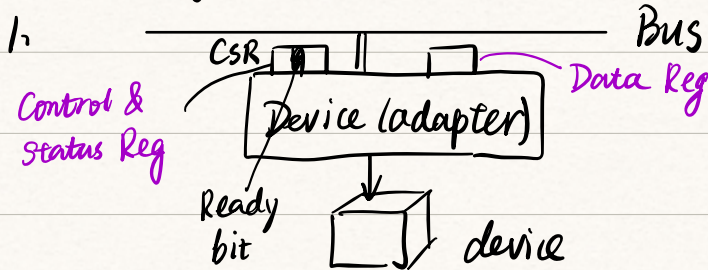 1.
Bus
CSR
Data Reg
Control &
Status Reg
Device (adapter)
Ready
bit
device